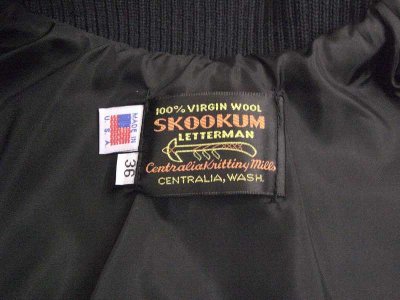 100% VIRGIN WOOL
SKOOKUM
LETTERMAN
Centralia Knitting Mills
CENTRALIA, WASH.
MADE IN
U.S.A
36